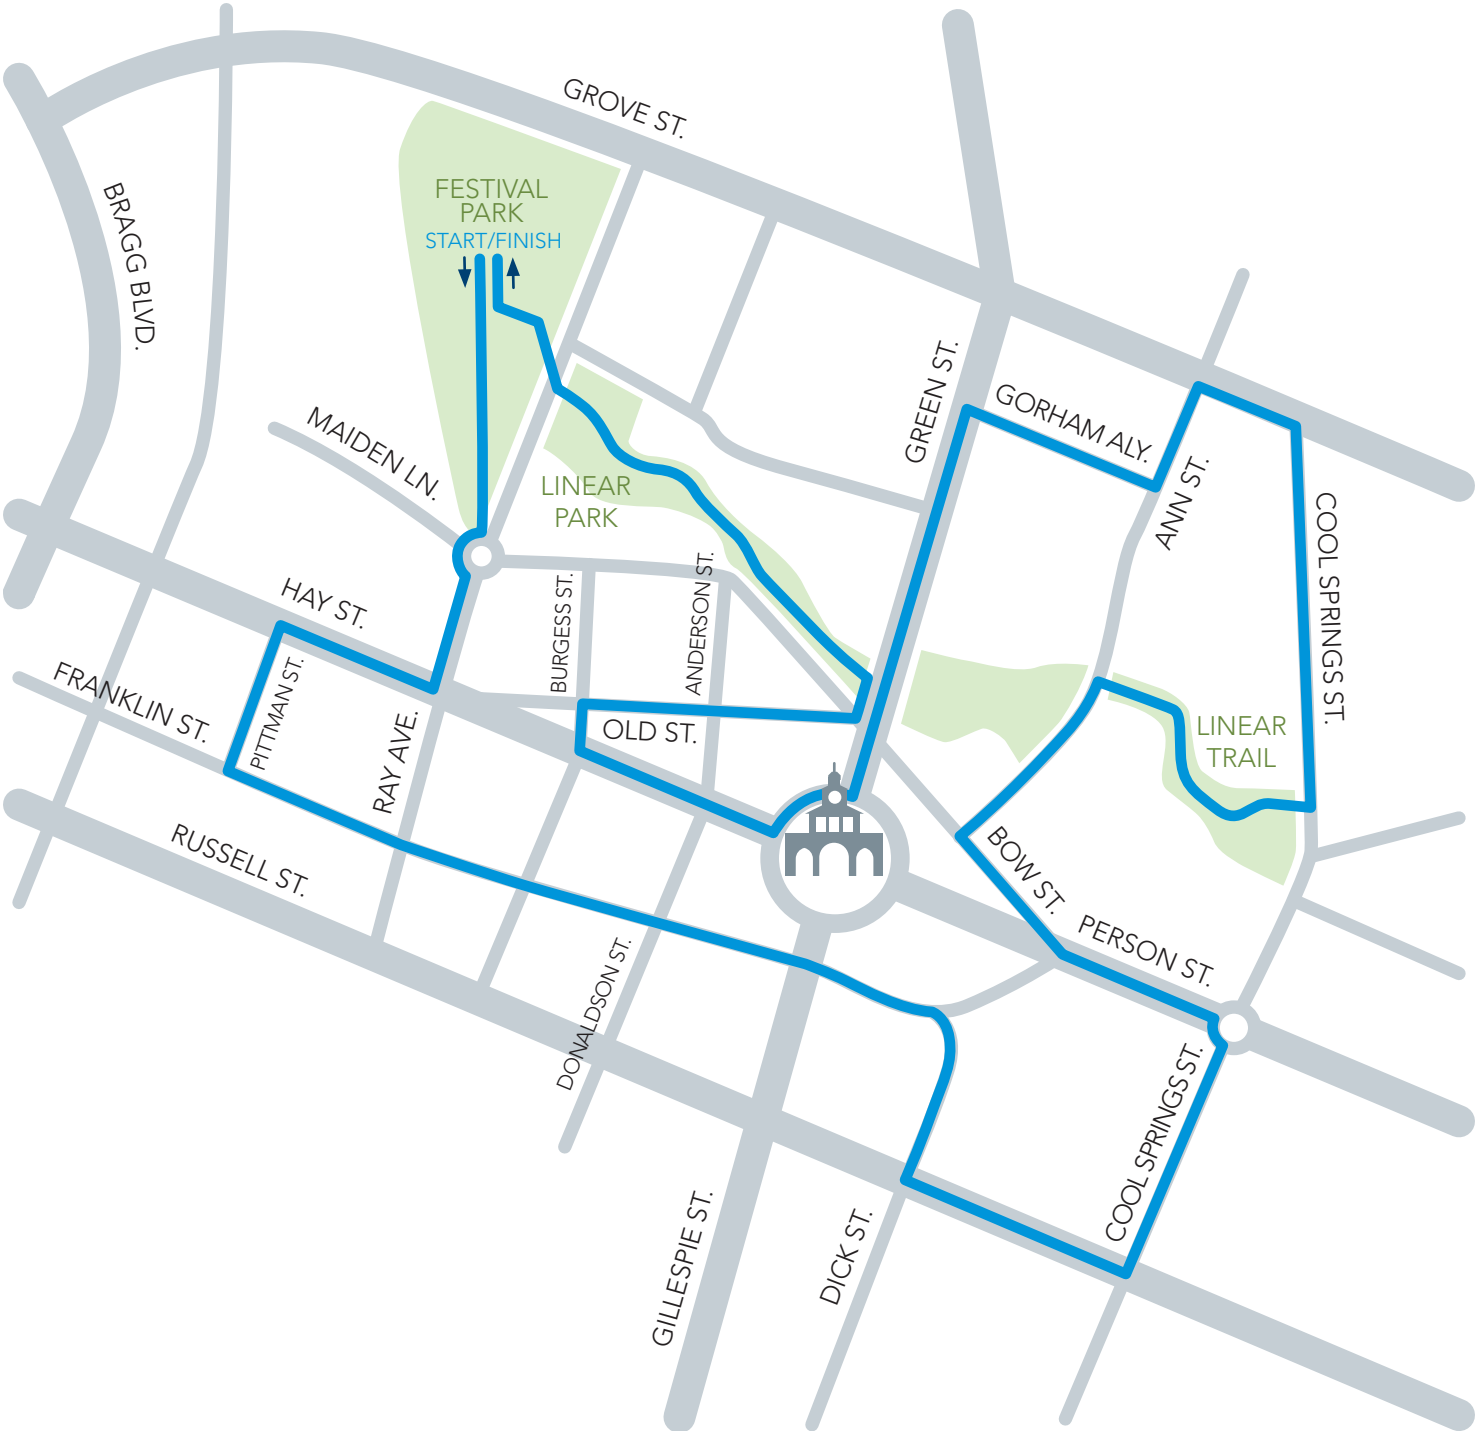 GROVE ST.
BRAGG BLVD.
FESTIVAL
PARK
START/FINISH
GREEN ST.
GORHAM ALY.
MAIDEN LN.
ANN ST.
LINEAR
PARK
COOL SPRINGS ST.
HAY ST.
BURGESS ST.
ANDERSON ST.
FRANKLIN ST.
PITTMAN ST.
RAY AVE.
OLD ST.
LINEAR
TRAIL
RUSSELL ST.
BOW ST.
PERSON ST.
DONALDSON ST.
COOL SPRINGS ST.
GILLESPIE ST.
DICK ST.